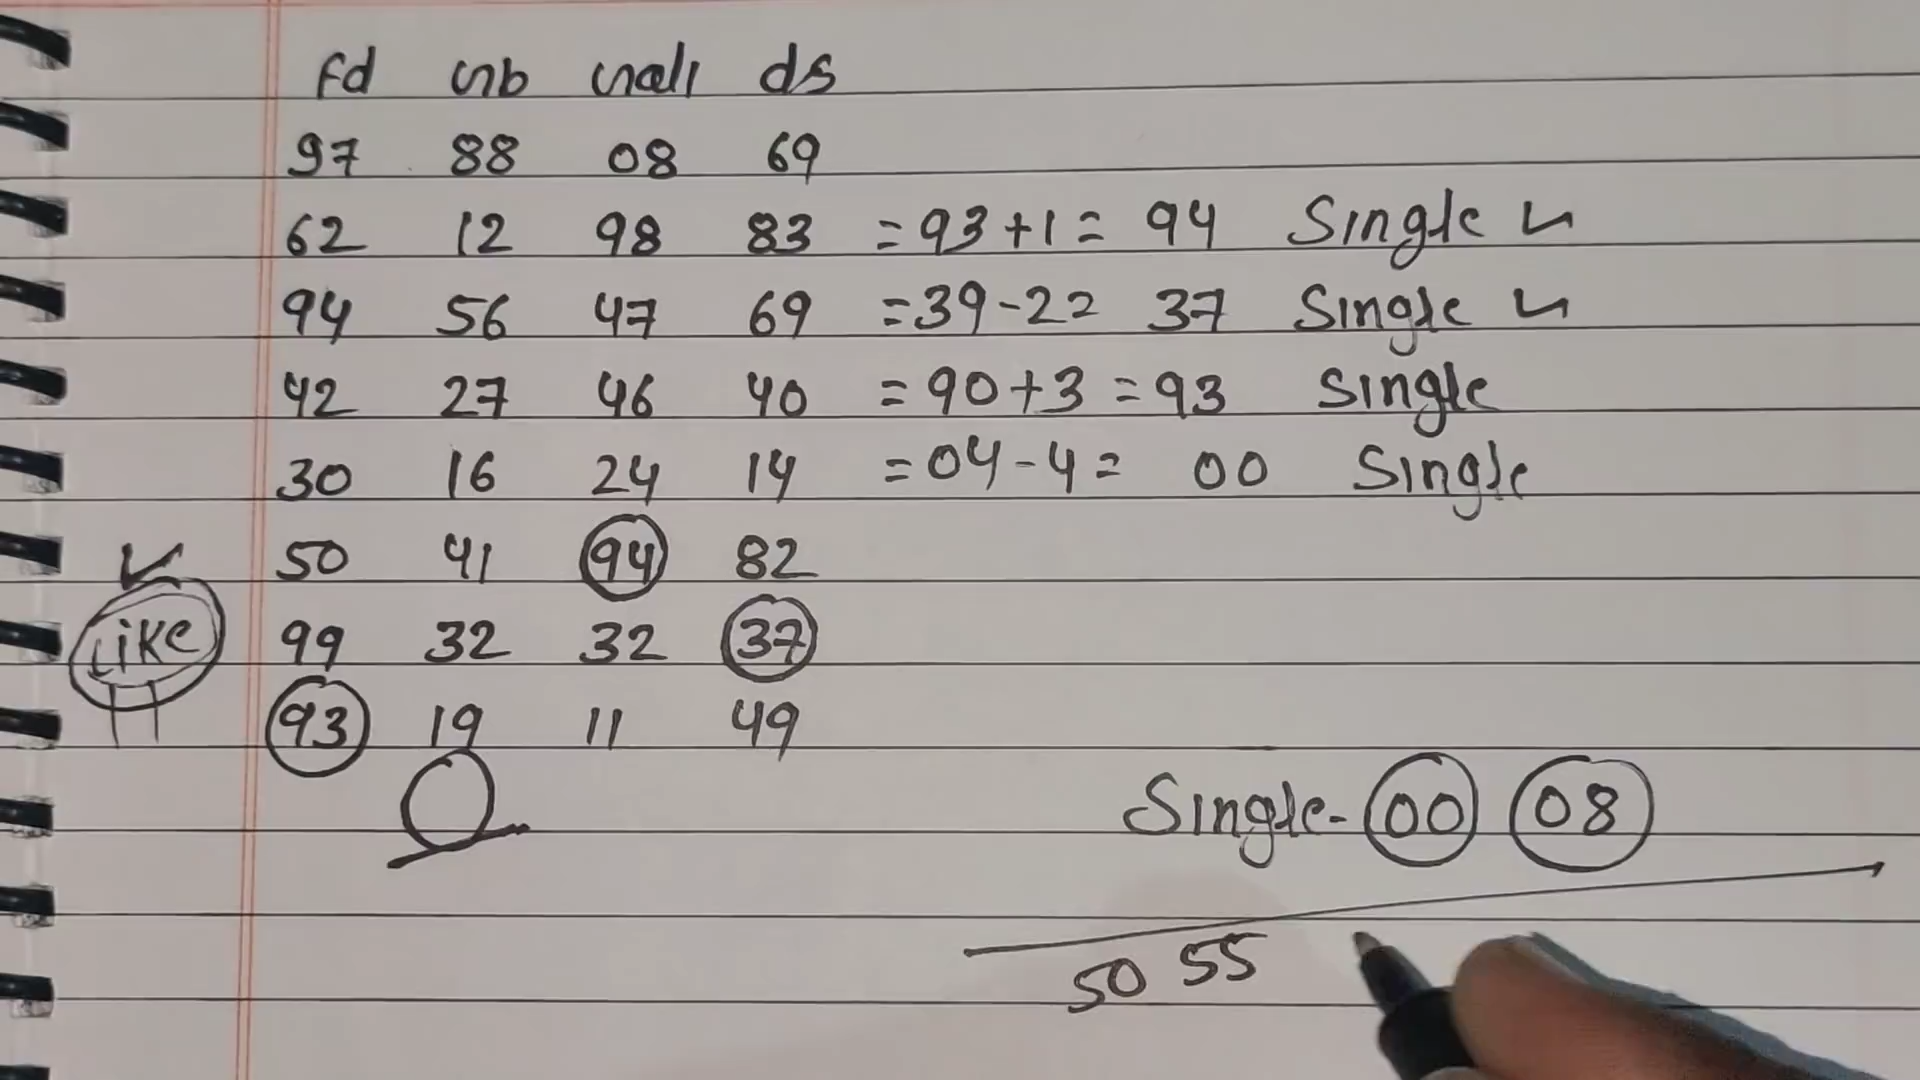 Fd Gb Gali ds
97 88 08 69
62 12 98 83 = 93 + 1 = 94 Single
94 56 47 69 = 39 - 22 37 Single
42 27 46 40 = 90 + 3 = 93 Single
30 16 24 14 = 04 - 4 = 00 Single
50 41 94 82
Like 99 32 32 37
93 19 11 49
Single - 00 08
50 55